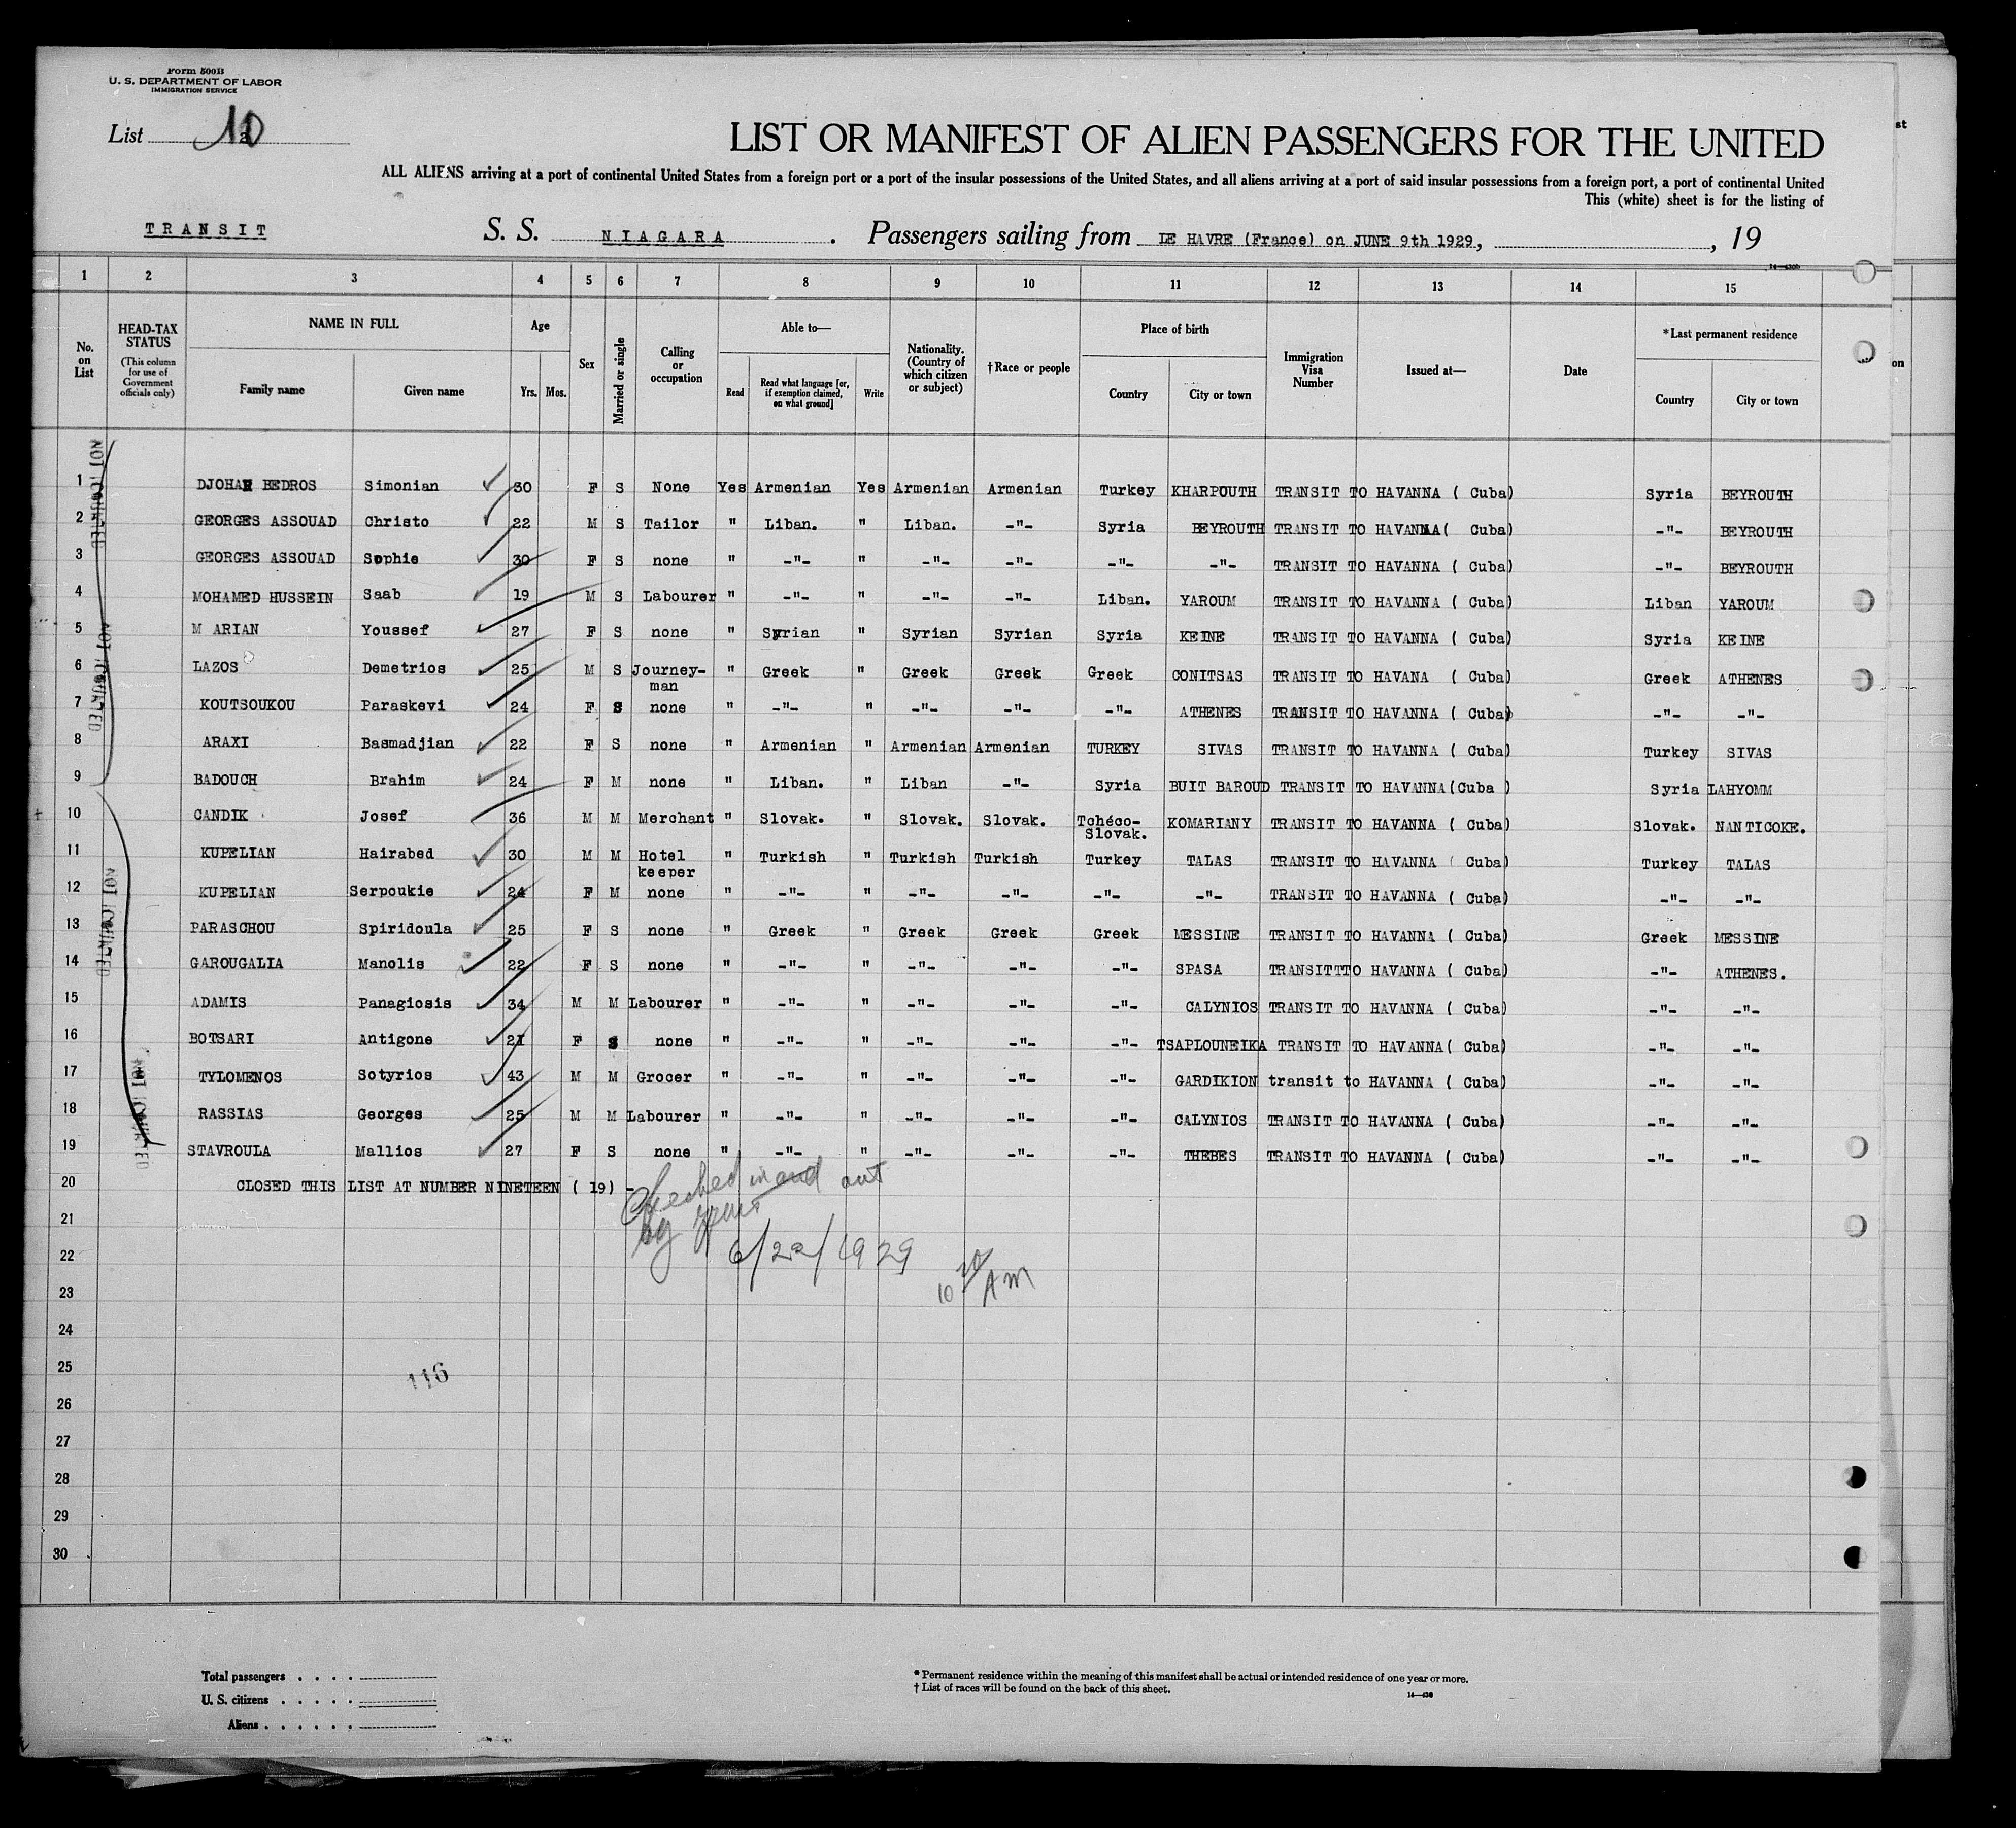 Form 500B
U. S. DEPARTMENT OF LABOR
IMMIGRATION SERVICE
List 10
LIST OR MANIFEST OF ALIEN PASSENGERS FOR THE UNITED
ALL ALIENS arriving at a port of continental United States from a foreign port or a port of the insular possessions of the United States, and all aliens arriving at a port of said insular possessions from a foreign port, a port of continental United
This (white) sheet is for the listing of
TRANSIT S. S. NIAGARA . Passengers sailing from LE HAVRE (France) on JUNE 9th 1929, , 19
14—430b
1 2 3 4 5 6 7 8 9 10 11 12 13 14 15
No. on List
HEAD-TAX STATUS
(This column for use of Government officials only)
NAME IN FULL
Family name Given name
Age
Yrs. Mos.
Sex
Married or single
Calling or occupation
Able to—
Read Read what language [or, if exemption claimed, on what ground] Write
Nationality. (Country of which citizen or subject)
†Race or people
Place of birth
Country City or town
Immigration Visa Number
Issued at—
Date
*Last permanent residence
Country City or town
1 DJOHAR BEDROS Simonian 30 F S None Yes Armenian Yes Armenian Armenian Turkey KHARPOUTH TRANSIT TO HAVANNA ( Cuba) Syria BEYROUTH
2 GEORGES ASSOUAD Christo 22 M S Tailor " Liban. " Liban. -"- Syria BEYROUTH TRANSIT TO HAVANNA( Cuba) -"- BEYROUTH
3 GEORGES ASSOUAD Sophie 30 F S none " -"- " -"- -"- -"- -"- TRANSIT TO HAVANNA ( Cuba) -"- BEYROUTH
4 MOHAMED HUSSEIN Saab 19 M S Labourer " -"- " -"- -"- Liban. YAROUM TRANSIT TO HAVANNA ( Cuba) Liban YAROUM
5 M ARIAN Youssef 27 F S none " Syrian " Syrian Syrian Syria KEINE TRANSIT TO HAVANNA ( Cuba) Syria KEINE
6 LAZOS Demetrios 25 M S Journey-man " Greek " Greek Greek Greek CONITSAS TRANSIT TO HAVANA ( Cuba) Greek ATHENES
7 KOUTSOUKOU Paraskevi 24 F S none " -"- " -"- -"- -"- ATHENES TRANSIT TO HAVANNA ( Cuba) -"- -"-
8 ARAXI Basmadjian 22 F S none " Armenian " Armenian Armenian TURKEY SIVAS TRANSIT TO HAVANNA ( Cuba) Turkey SIVAS
9 BADOUCH Brahim 24 F M none " Liban. " Liban -"- Syria BUIT BAROUD TRANSIT TO HAVANNA(Cuba ) Syria LAHYOMM
10 CANDIK Josef 36 M M Merchant " Slovak. " Slovak. Slovak. Tchéco-Slovak. KOMARIANY TRANSIT TO HAVANNA ( Cuba) Slovak. NANTICOKE.
11 KUPELIAN Hairabed 30 M M Hotel keeper " Turkish " Turkish Turkish Turkey TALAS TRANSIT TO HAVANNA ( Cuba) Turkey TALAS
12 KUPELIAN Serpoukie 24 F M none " -"- " -"- -"- -"- -"- TRANSIT TO HAVANNA ( Cuba) -"- -"-
13 PARASCHOU Spiridoula 25 F S none " Greek " Greek Greek Greek MESSINE TRANSIT TO HAVANNA ( Cuba) Greek MESSINE
14 GAROUGALIA Manolis 22 F S none " -"- " -"- -"- -"- SPASA TRANSITTTO HAVANNA ( Cuba) -"- ATHENES.
15 ADAMIS Panagiosis 34 M M Labourer " -"- " -"- -"- -"- CALYNIOS TRANSIT TO HAVANNA ( Cuba) -"- -"-
16 BOTSARI Antigone 21 F S none " -"- " -"- -"- -"- TSAPLOUNEIKA TRANSIT TO HAVANNA( Cuba) -"- -"-
17 TYLOMENOS Sotyrios 43 M M Grocer " -"- " -"- -"- -"- GARDIKION transit to HAVANNA ( Cuba) -"- -"-
18 RASSIAS Georges 25 M M Labourer " -"- " -"- -"- -"- CALYNIOS TRANSIT TO HAVANNA ( Cuba) -"- -"-
19 STAVROULA Mallios 27 F S none " -"- " -"- -"- -"- THEBES TRANSIT TO HAVANNA ( Cuba) -"- -"-
20 CLOSED THIS LIST AT NUMBER NINETEEN ( 19) -
Checked in and out
by
21
22 6/22/1929
23 10 20 AM
24
25 116
26
27
28
29
30
NOT COUNTED
NOT COUNTED
NOT COUNTED
NOT COUNTED
Total passengers . . . .
U. S. citizens . . . . .
Aliens . . . . . .
* Permanent residence within the meaning of this manifest shall be actual or intended residence of one year or more.
† List of races will be found on the back of this sheet.
14—430
st
on